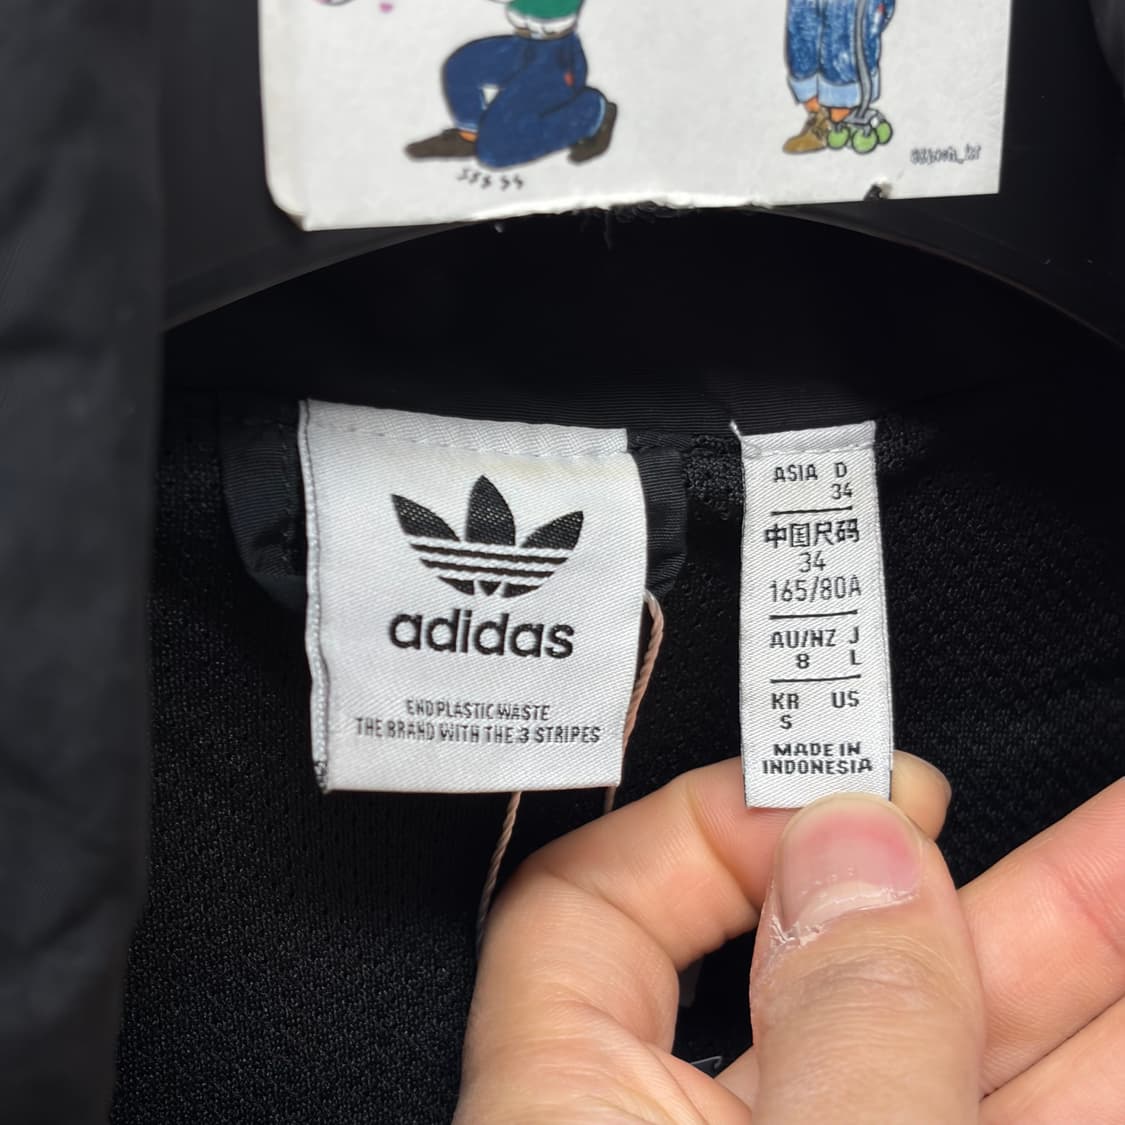 adidas
END PLASTIC WASTE
THE BRAND WITH THE 3 STRIPES
ASIA D
34
中国尺码
34
165/80A
AU/NZ J
8 L
KR US
S
MADE IN
INDONESIA